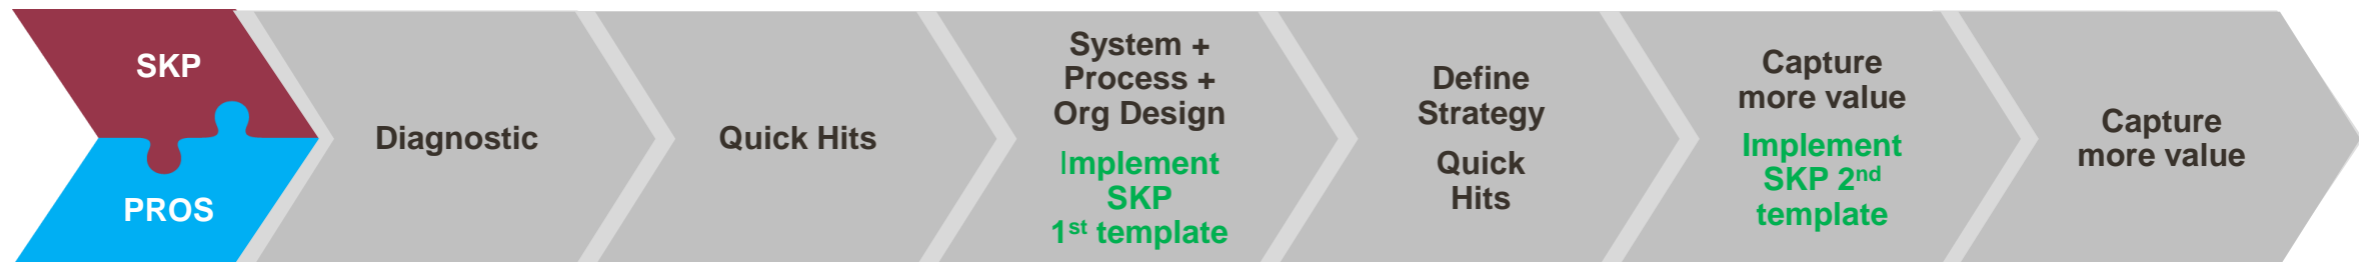 SKP
PROS
Diagnostic
Quick Hits
System +
Process +
Org Design
Implement
SKP
1st template
Define
Strategy
Quick
Hits
Capture
more value
Implement
SKP 2nd
template
Capture
more value